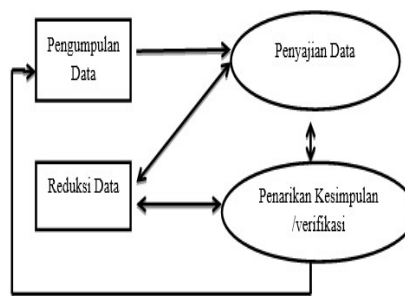 Pengumpulan
Data
Penyajian Data
Reduksi Data
Penarikan Kesimpulan
/verifikasi